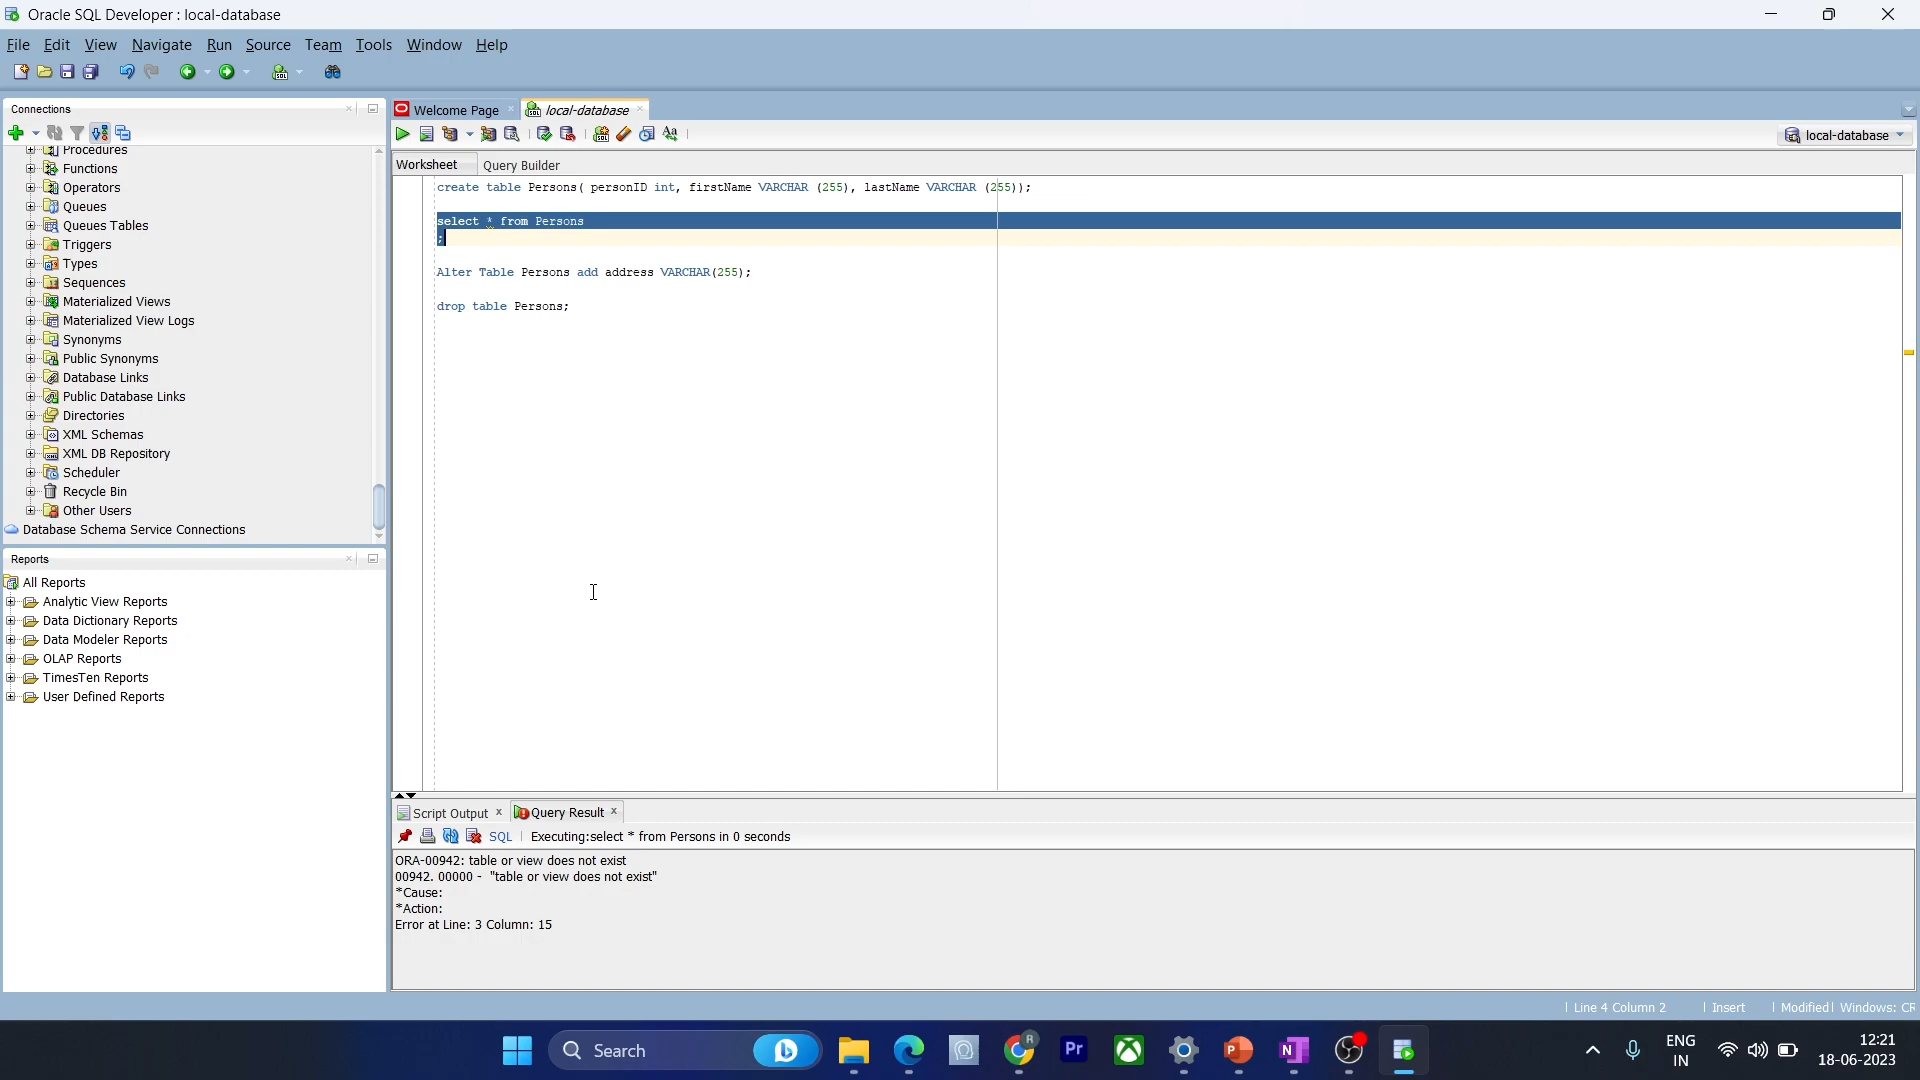 Oracle SQL Developer : local-database
File Edit View Navigate Run Source Team Tools Window Help
Connections
Procedures
Functions
Operators
Queues
Queues Tables
Triggers
Types
Sequences
Materialized Views
Materialized View Logs
Synonyms
Public Synonyms
Database Links
Public Database Links
Directories
XML Schemas
XML DB Repository
Scheduler
Recycle Bin
Other Users
Database Schema Service Connections
Reports
All Reports
Analytic View Reports
Data Dictionary Reports
Data Modeler Reports
OLAP Reports
TimesTen Reports
User Defined Reports
Welcome Page local-database
local-database
Worksheet Query Builder
create table Persons( personID int, firstName VARCHAR (255), lastName VARCHAR (255));
select * from Persons
;
Alter Table Persons add address VARCHAR(255);
drop table Persons;
Script Output Query Result
SQL Executing:select * from Persons in 0 seconds
ORA-00942: table or view does not exist
00942. 00000 - "table or view does not exist"
*Cause:
*Action:
Error at Line: 3 Column: 15
Line 4 Column 2 Insert Modified Windows: CR
Search
Pr
N
R
ENG
IN
12:21
18-06-2023